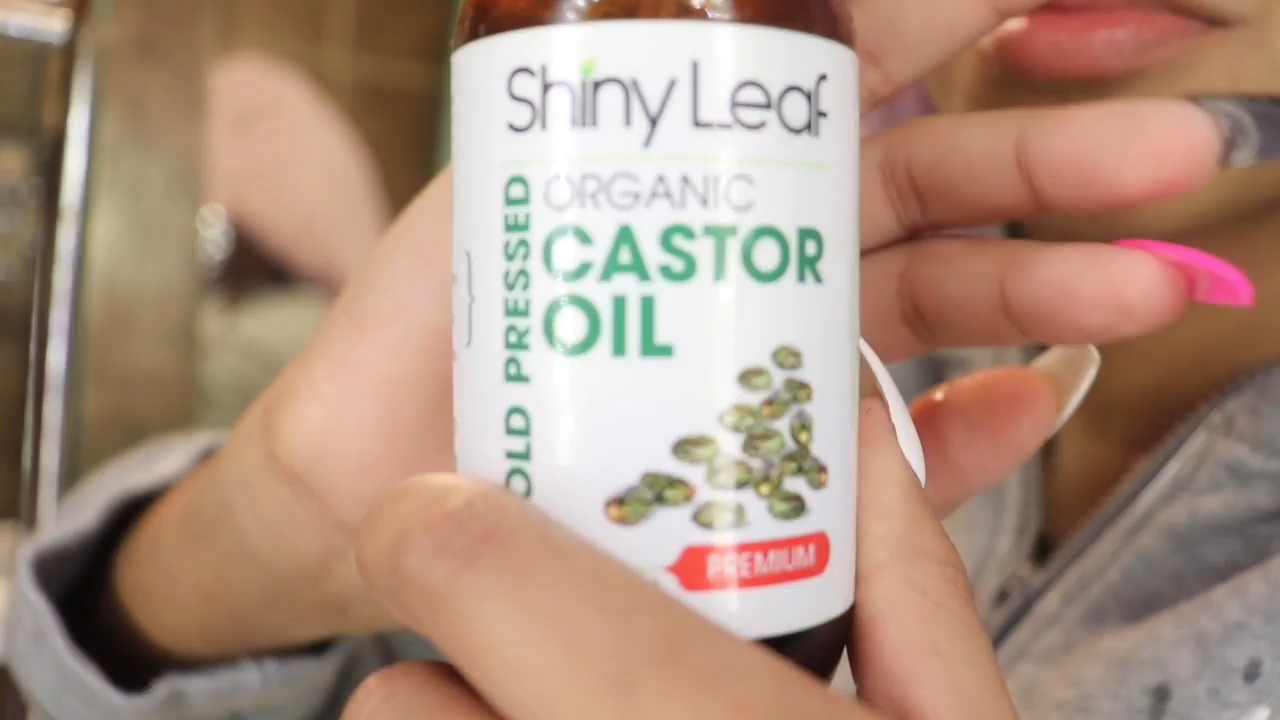 Shiny Leaf
ORGANIC
CASTOR
OIL
OLD PRESSED
PREMIUM